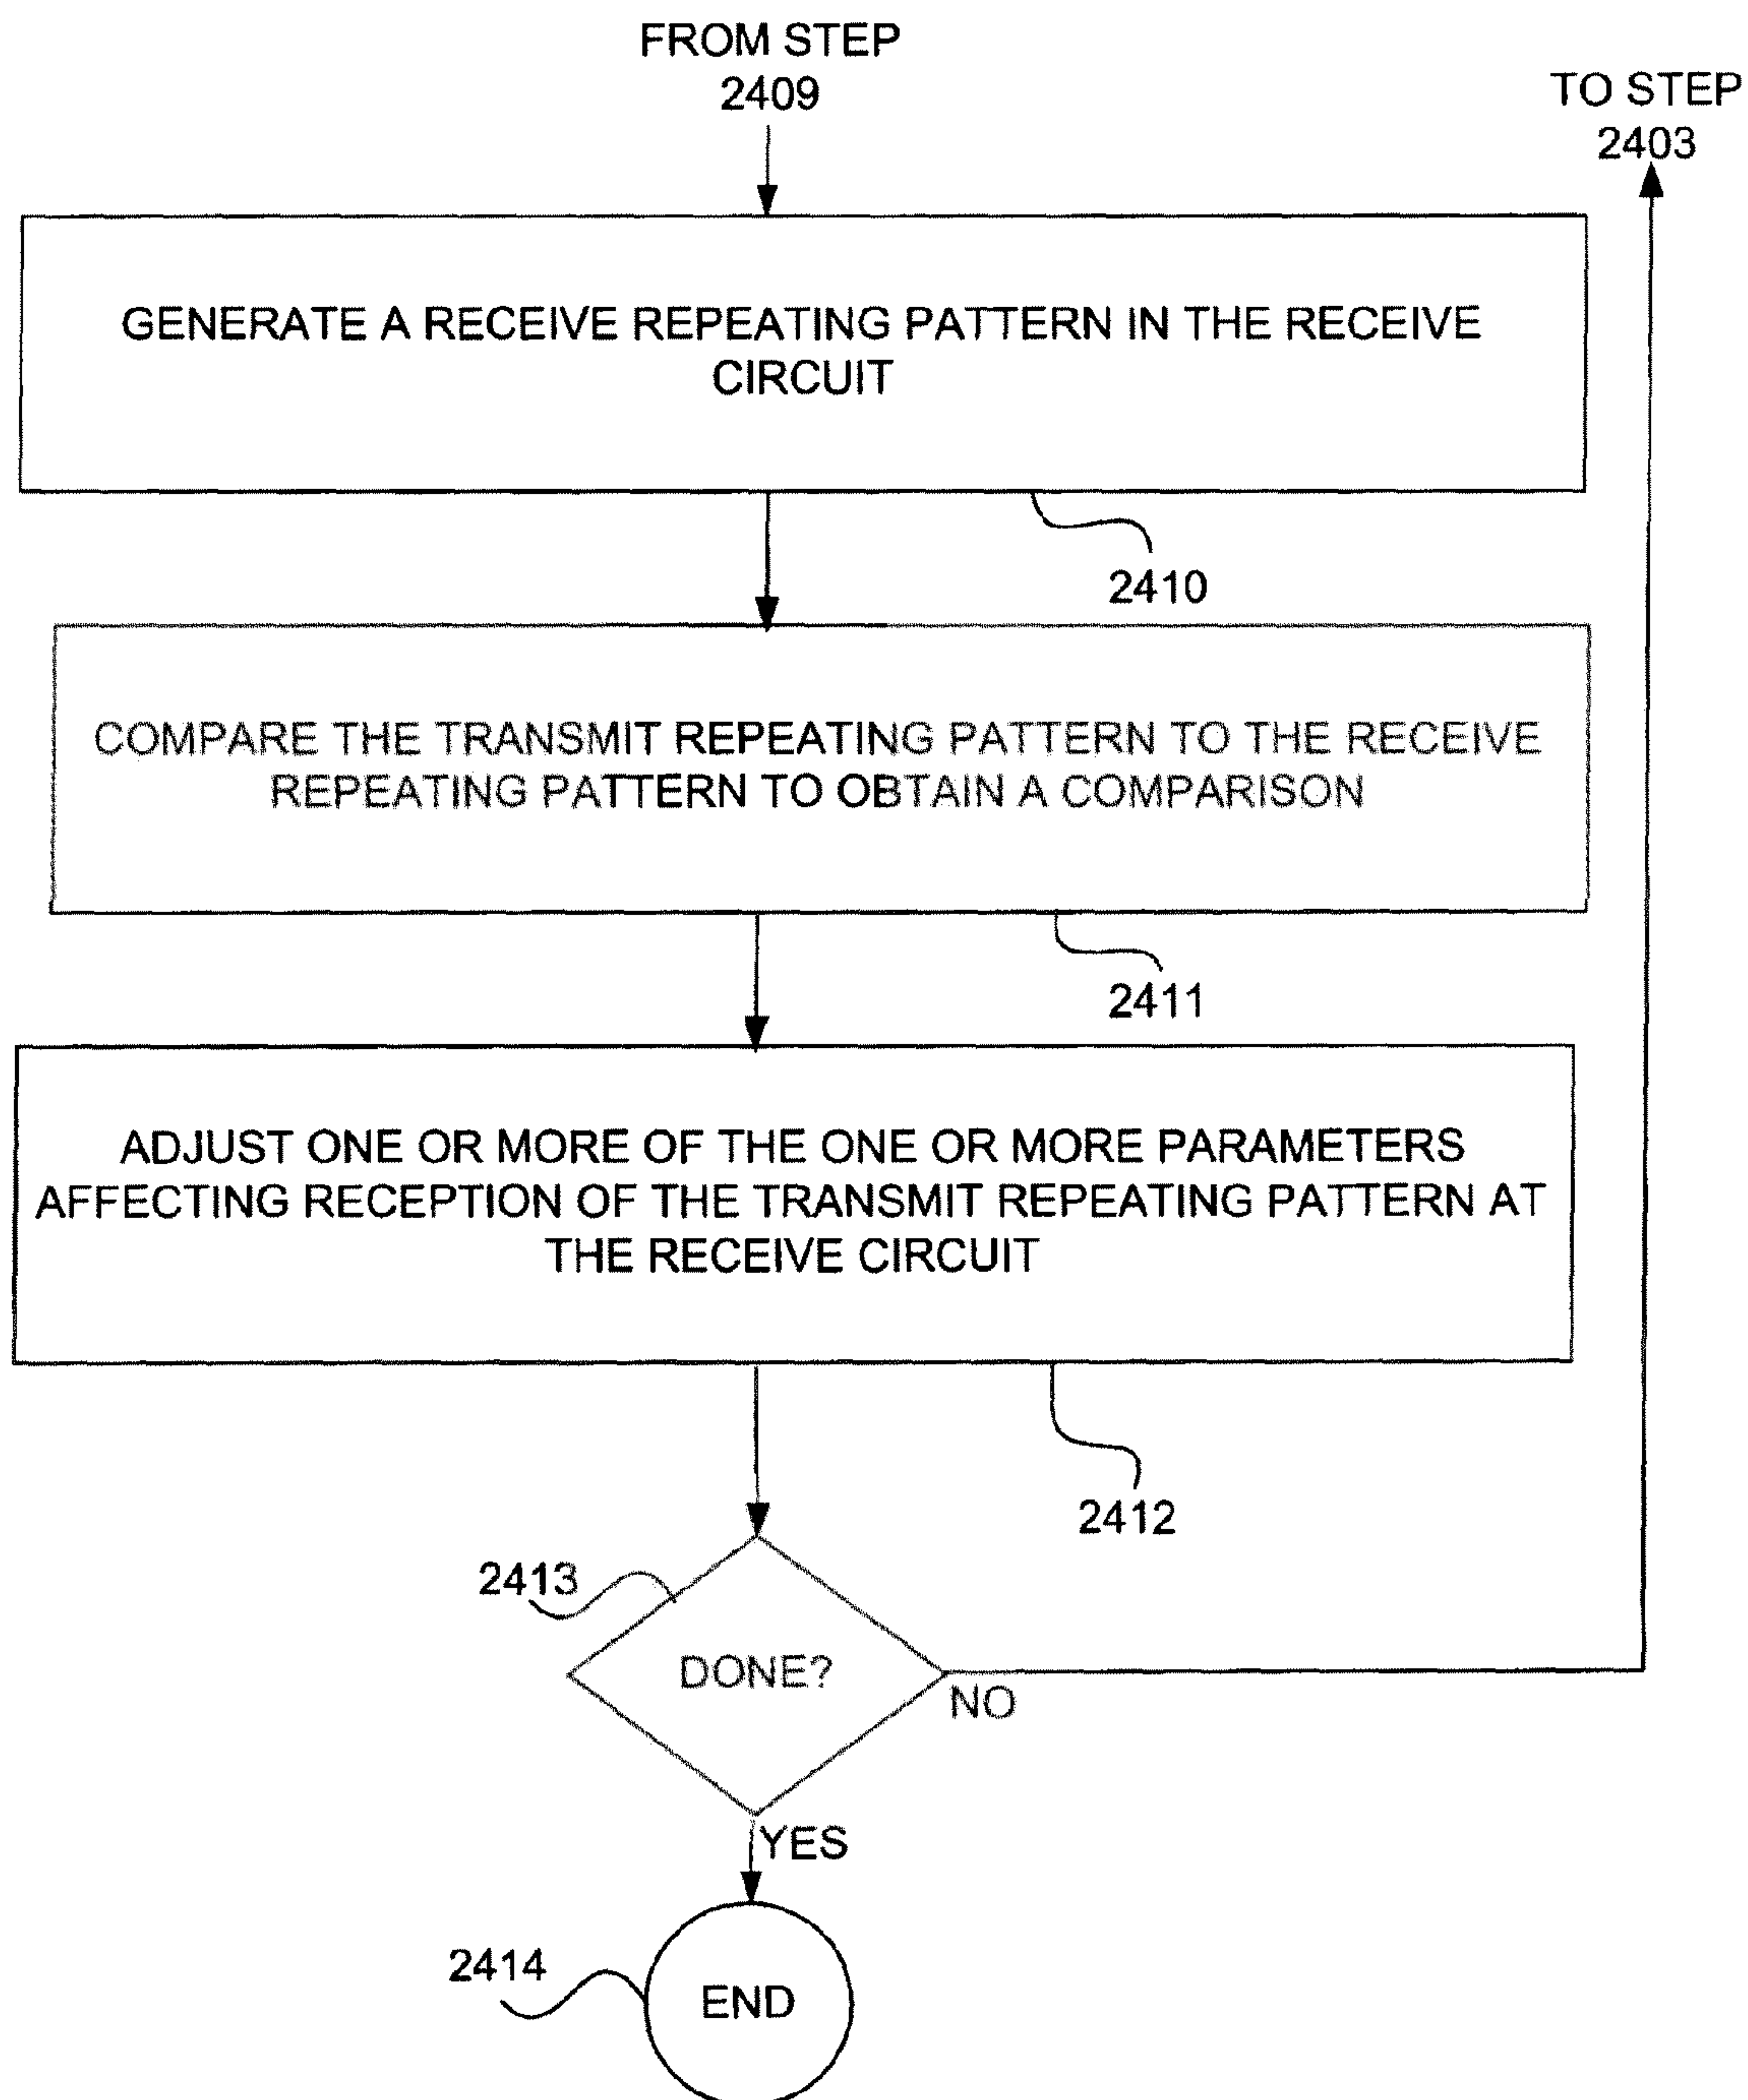 FROM STEP
2409
TO STEP
2403
GENERATE A RECEIVE REPEATING PATTERN IN THE RECEIVE
CIRCUIT
2410
COMPARE THE TRANSMIT REPEATING PATTERN TO THE RECEIVE
REPEATING PATTERN TO OBTAIN A COMPARISON
2411
ADJUST ONE OR MORE OF THE ONE OR MORE PARAMETERS
AFFECTING RECEPTION OF THE TRANSMIT REPEATING PATTERN AT
THE RECEIVE CIRCUIT
2412
2413
DONE?
NO
YES
2414
END